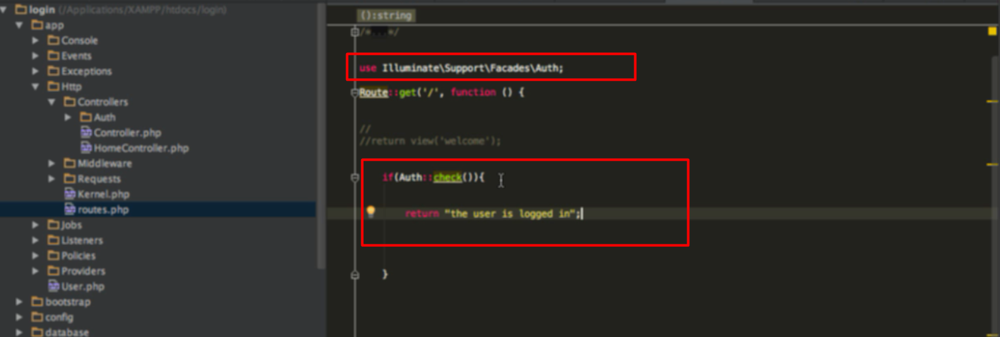 login (/Applications/XAMPP/htdocs/login)
app
Console
Events
Exceptions
Http
Controllers
Auth
Controller.php
HomeController.php
Middleware
Requests
Kernel.php
routes.php
Jobs
Listeners
Policies
Providers
User.php
bootstrap
config
database
():string
/*...*/
use Illuminate\Support\Facades\Auth;
Route::get('/', function () {
//
//return view('welcome');
if(Auth::check()){
return "the user is logged in";
}